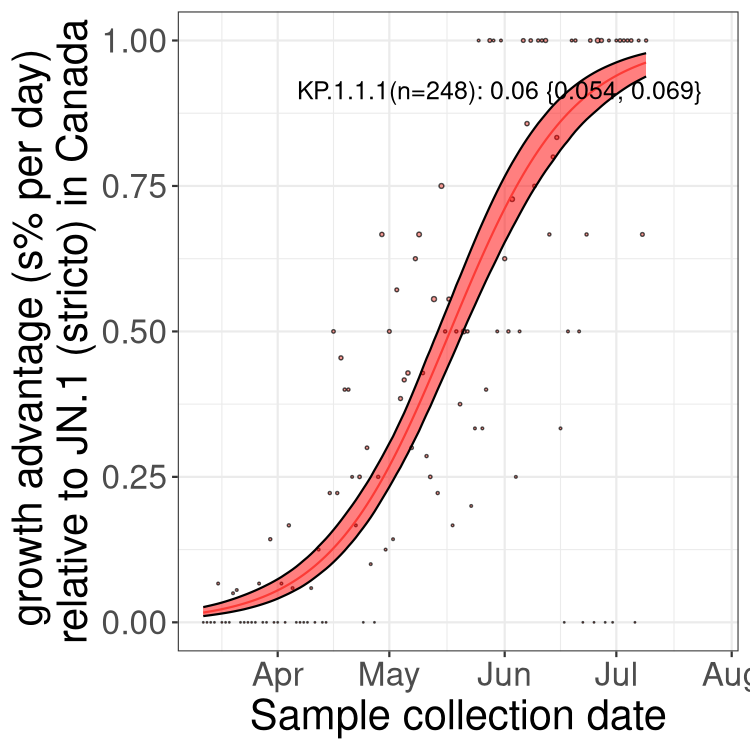 growth advantage (s% per day)
relative to JN.1 (stricto) in Canada
1.00
0.75
0.50
0.25
0.00
KP.1.1.1(n=248): 0.06 {0.054, 0.069}
Apr
May
Jun
Jul
Aug
Sample collection date